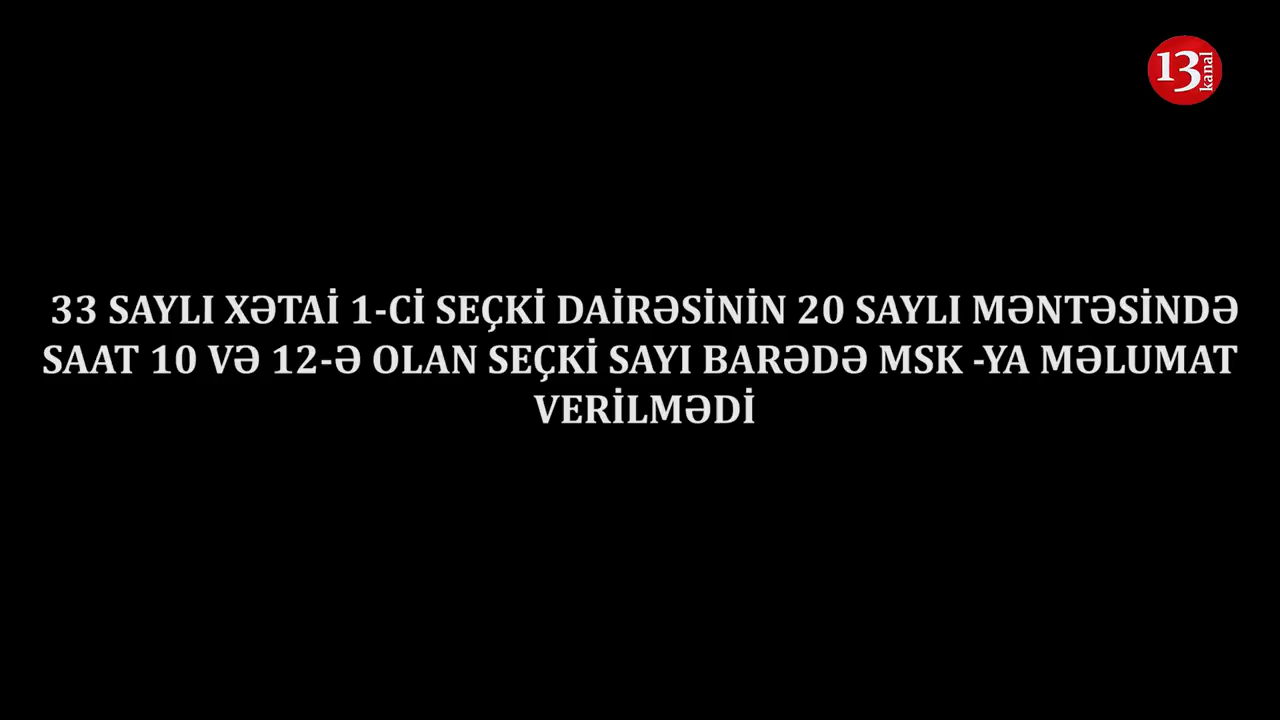 13 kanal
33 SAYLI XƏTAİ 1-Cİ SEÇKİ DAİRƏSİNİN 20 SAYLI MƏNTƏSİNDƏ
SAAT 10 VƏ 12-Ə OLAN SEÇKİ SAYI BARƏDƏ MSK -YA MƏLUMAT
VERİLMƏDİ